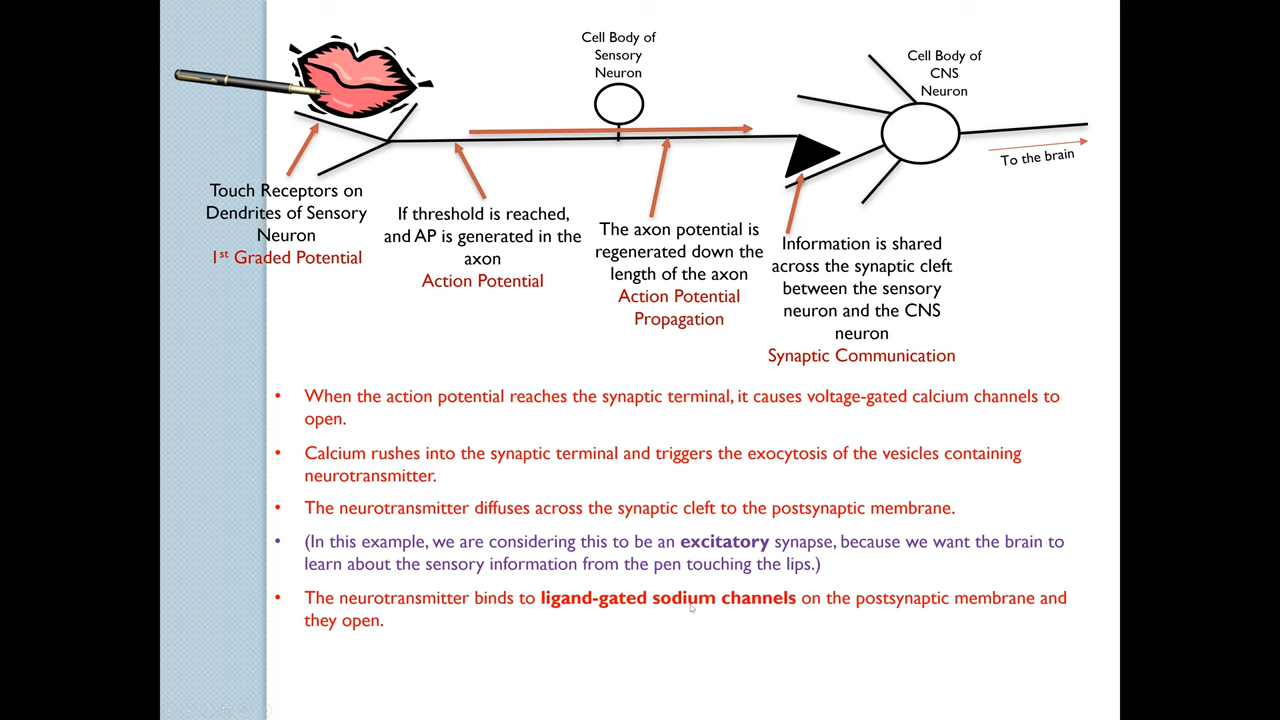 Cell Body of
Sensory
Neuron
Cell Body of
CNS
Neuron
To the brain
Touch Receptors on
Dendrites of Sensory
Neuron
1st Graded Potential
If threshold is reached,
and AP is generated in the
axon
Action Potential
The axon potential is
regenerated down the
length of the axon
Action Potential
Propagation
Information is shared
across the synaptic cleft
between the sensory
neuron and the CNS
neuron
Synaptic Communication
• When the action potential reaches the synaptic terminal, it causes voltage-gated calcium channels to
open.
• Calcium rushes into the synaptic terminal and triggers the exocytosis of the vesicles containing
neurotransmitter.
• The neurotransmitter diffuses across the synaptic cleft to the postsynaptic membrane.
• (In this example, we are considering this to be an excitatory synapse, because we want the brain to
learn about the sensory information from the pen touching the lips.)
• The neurotransmitter binds to ligand-gated sodium channels on the postsynaptic membrane and
they open.